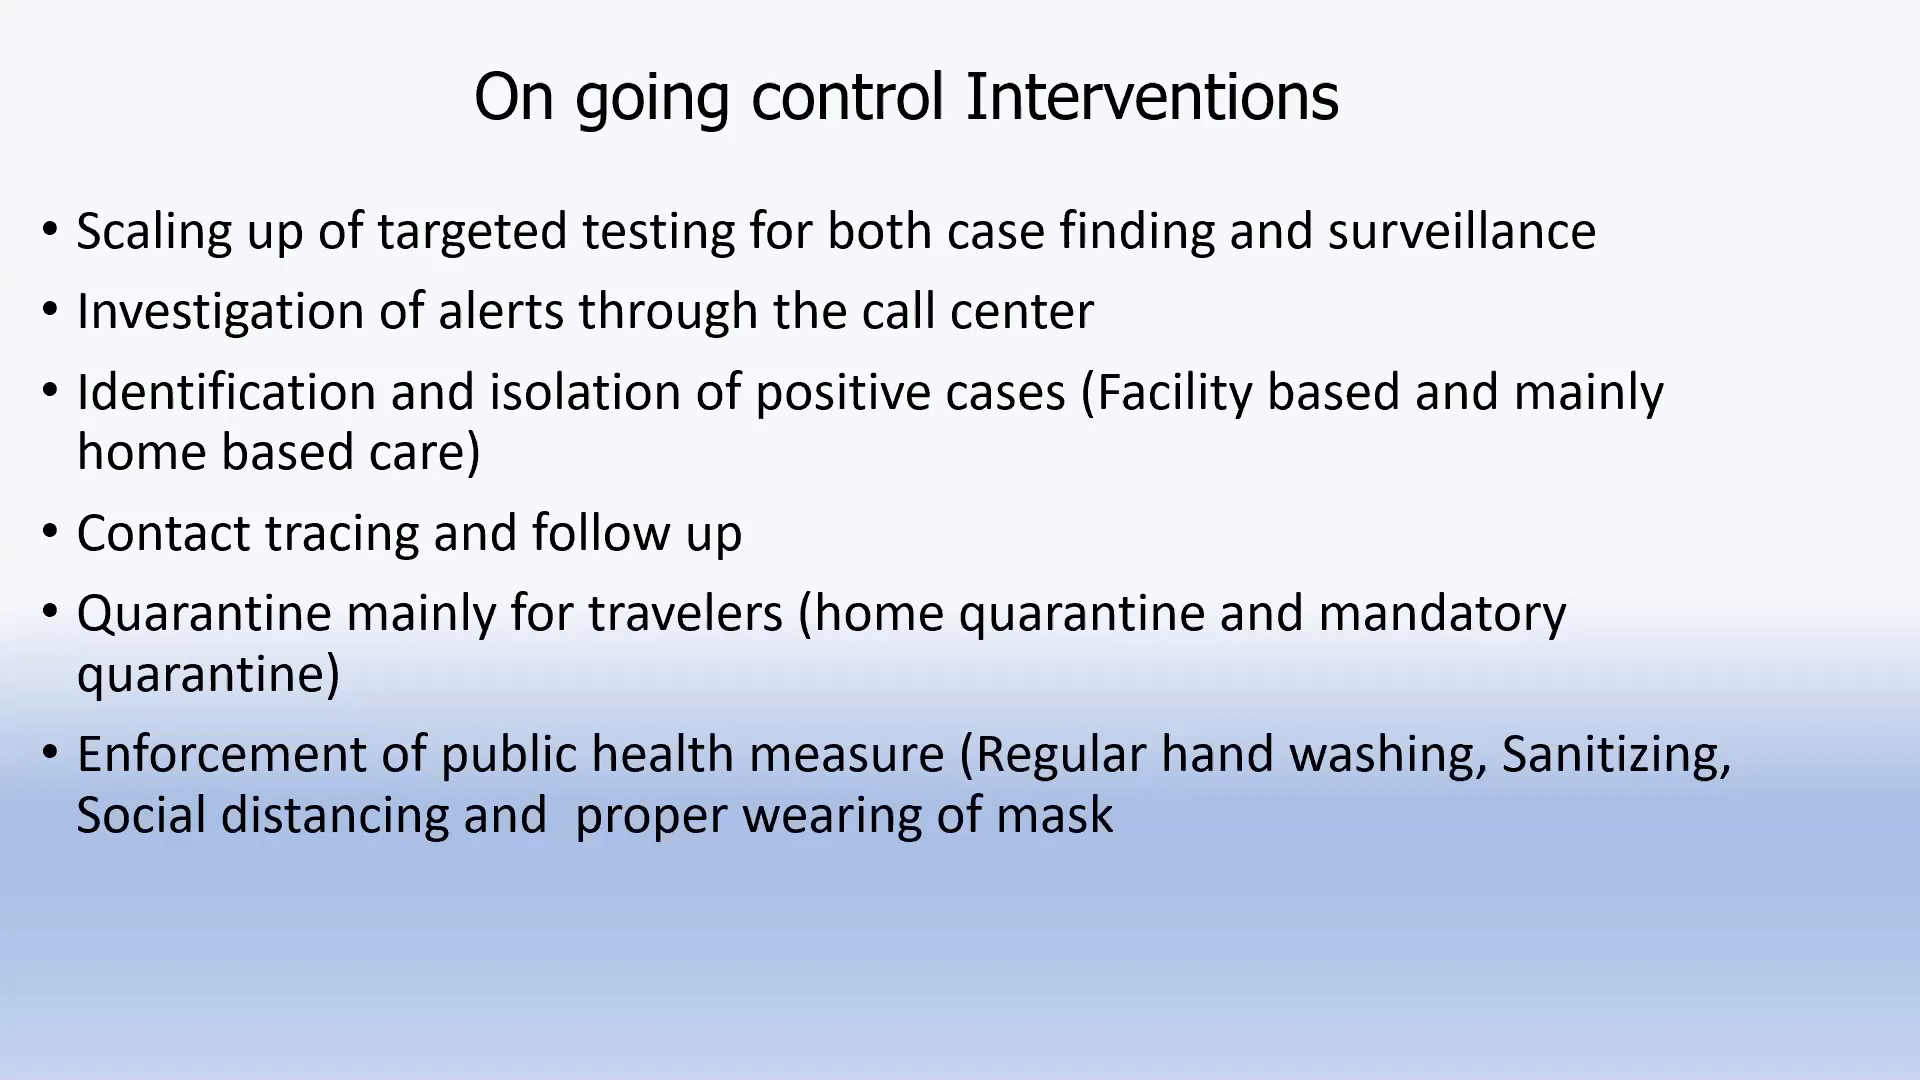 On going control Interventions
• Scaling up of targeted testing for both case finding and surveillance
• Investigation of alerts through the call center
• Identification and isolation of positive cases (Facility based and mainly
home based care)
• Contact tracing and follow up
• Quarantine mainly for travelers (home quarantine and mandatory
quarantine)
• Enforcement of public health measure (Regular hand washing, Sanitizing,
Social distancing and  proper wearing of mask